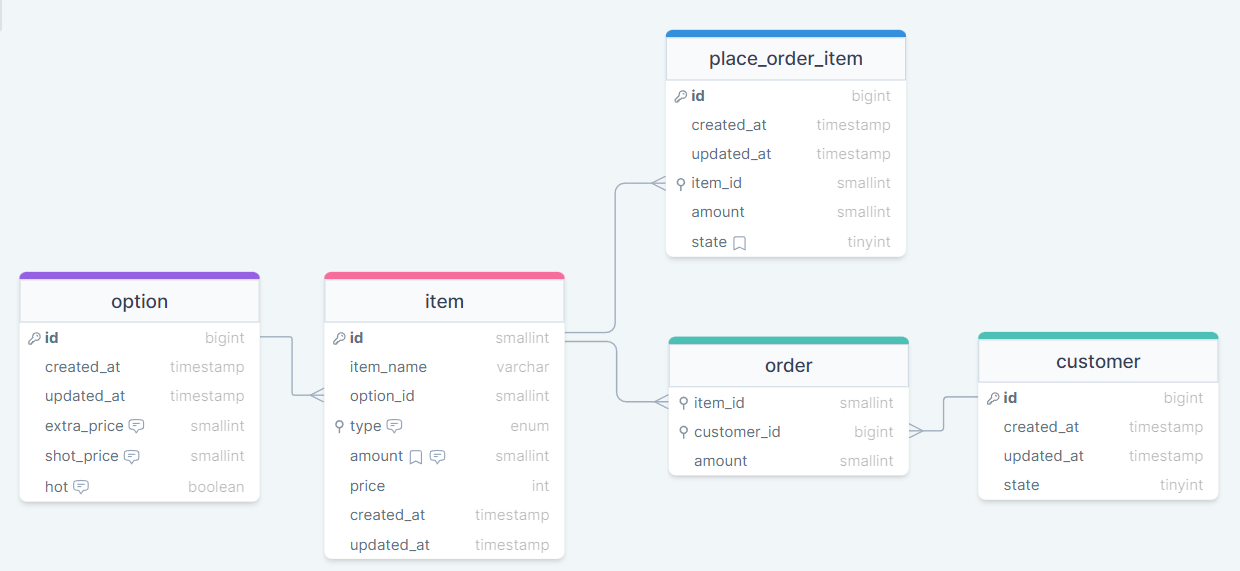 place_order_item
id bigint
created_at timestamp
updated_at timestamp
item_id smallint
amount smallint
state tinyint
option
id bigint
created_at timestamp
updated_at timestamp
extra_price smallint
shot_price smallint
hot boolean
item
id smallint
item_name varchar
option_id smallint
type enum
amount smallint
price int
created_at timestamp
updated_at timestamp
order
item_id smallint
customer_id bigint
amount smallint
customer
id bigint
created_at timestamp
updated_at timestamp
state tinyint